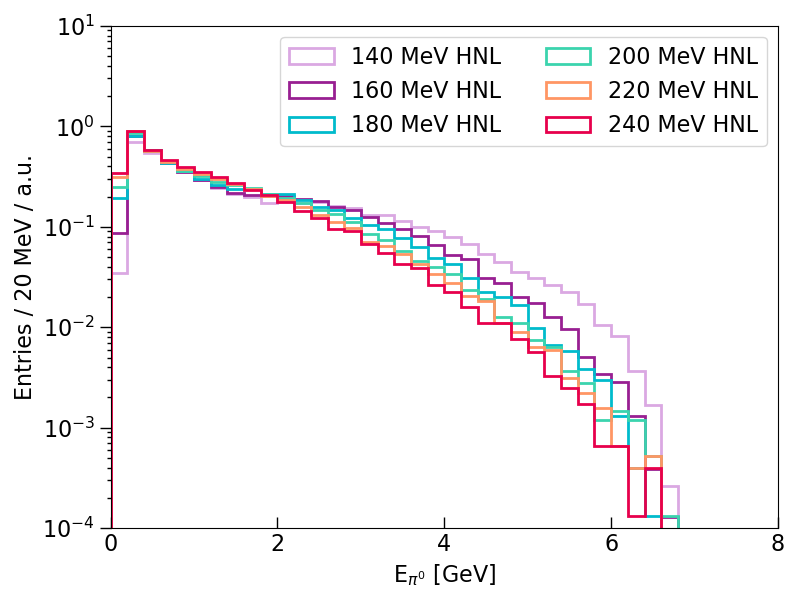 10¹
10⁰
10⁻¹
10⁻²
10⁻³
10⁻⁴
Entries / 20 MeV / a.u.
140 MeV HNL
160 MeV HNL
180 MeV HNL
200 MeV HNL
220 MeV HNL
240 MeV HNL
0 2 4 6 8
E_π⁰ [GeV]